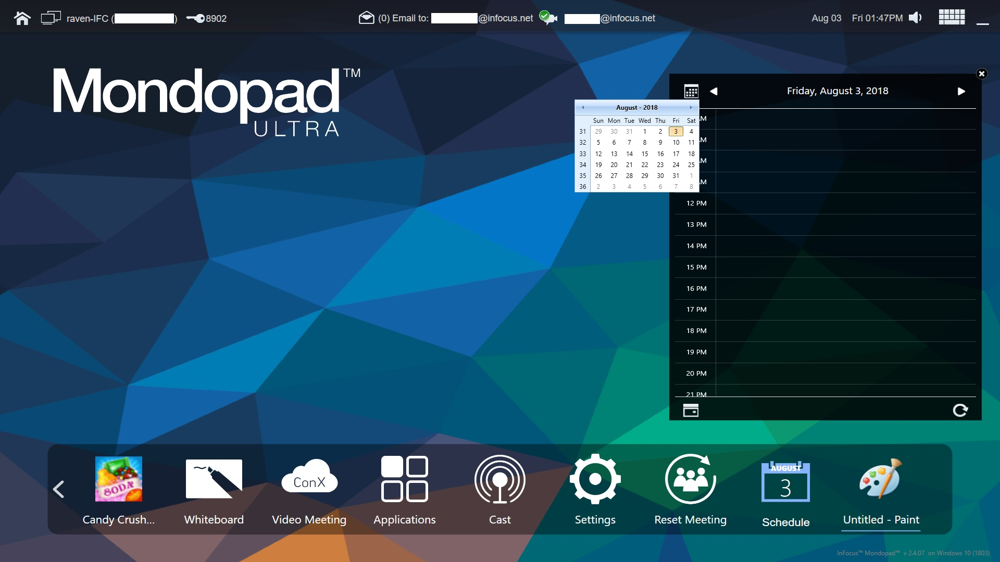 raven-IFC ( ) 8902
(0) Email to: @infocus.net
@infocus.net
Aug 03 Fri 01:47PM
Mondopad™
ULTRA
Friday, August 3, 2018
August - 2018
Sun Mon Tue Wed Thu Fri Sat
31 29 30 31 1 2 3 4
32 5 6 7 8 9 10 11
33 12 13 14 15 16 17 18
34 19 20 21 22 23 24 25
35 26 27 28 29 30 31 1
36 2 3 4 5 6 7 8
12 PM
13 PM
14 PM
15 PM
16 PM
17 PM
18 PM
19 PM
20 PM
21 PM
SODA
ConX
AUGUST
3
Candy Crush...
Whiteboard
Video Meeting
Applications
Cast
Settings
Reset Meeting
Schedule
Untitled - Paint
InFocus™ Mondopad™ v 2.4.07 on Windows 10 (1803)